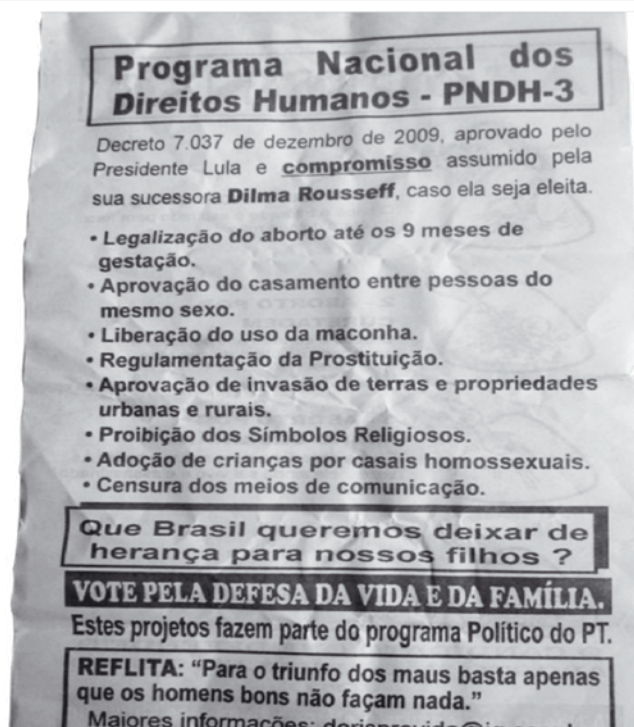 Programa Nacional dos
Direitos Humanos - PNDH-3
Decreto 7.037 de dezembro de 2009, aprovado pelo
Presidente Lula e compromisso assumido pela
sua sucessora Dilma Rousseff, caso ela seja eleita.
• Legalização do aborto até os 9 meses de
gestação.
• Aprovação do casamento entre pessoas do
mesmo sexo.
• Liberação do uso da maconha.
• Regulamentação da Prostituição.
• Aprovação de invasão de terras e propriedades
urbanas e rurais.
• Proibição dos Símbolos Religiosos.
• Adoção de crianças por casais homossexuais.
• Censura dos meios de comunicação.
Que Brasil queremos deixar de
herança para nossos filhos ?
VOTE PELA DEFESA DA VIDA E DA FAMÍLIA.
Estes projetos fazem parte do programa Político do PT.
REFLITA: “Para o triunfo dos maus basta apenas
que os homens bons não façam nada.”
Maiores informações: